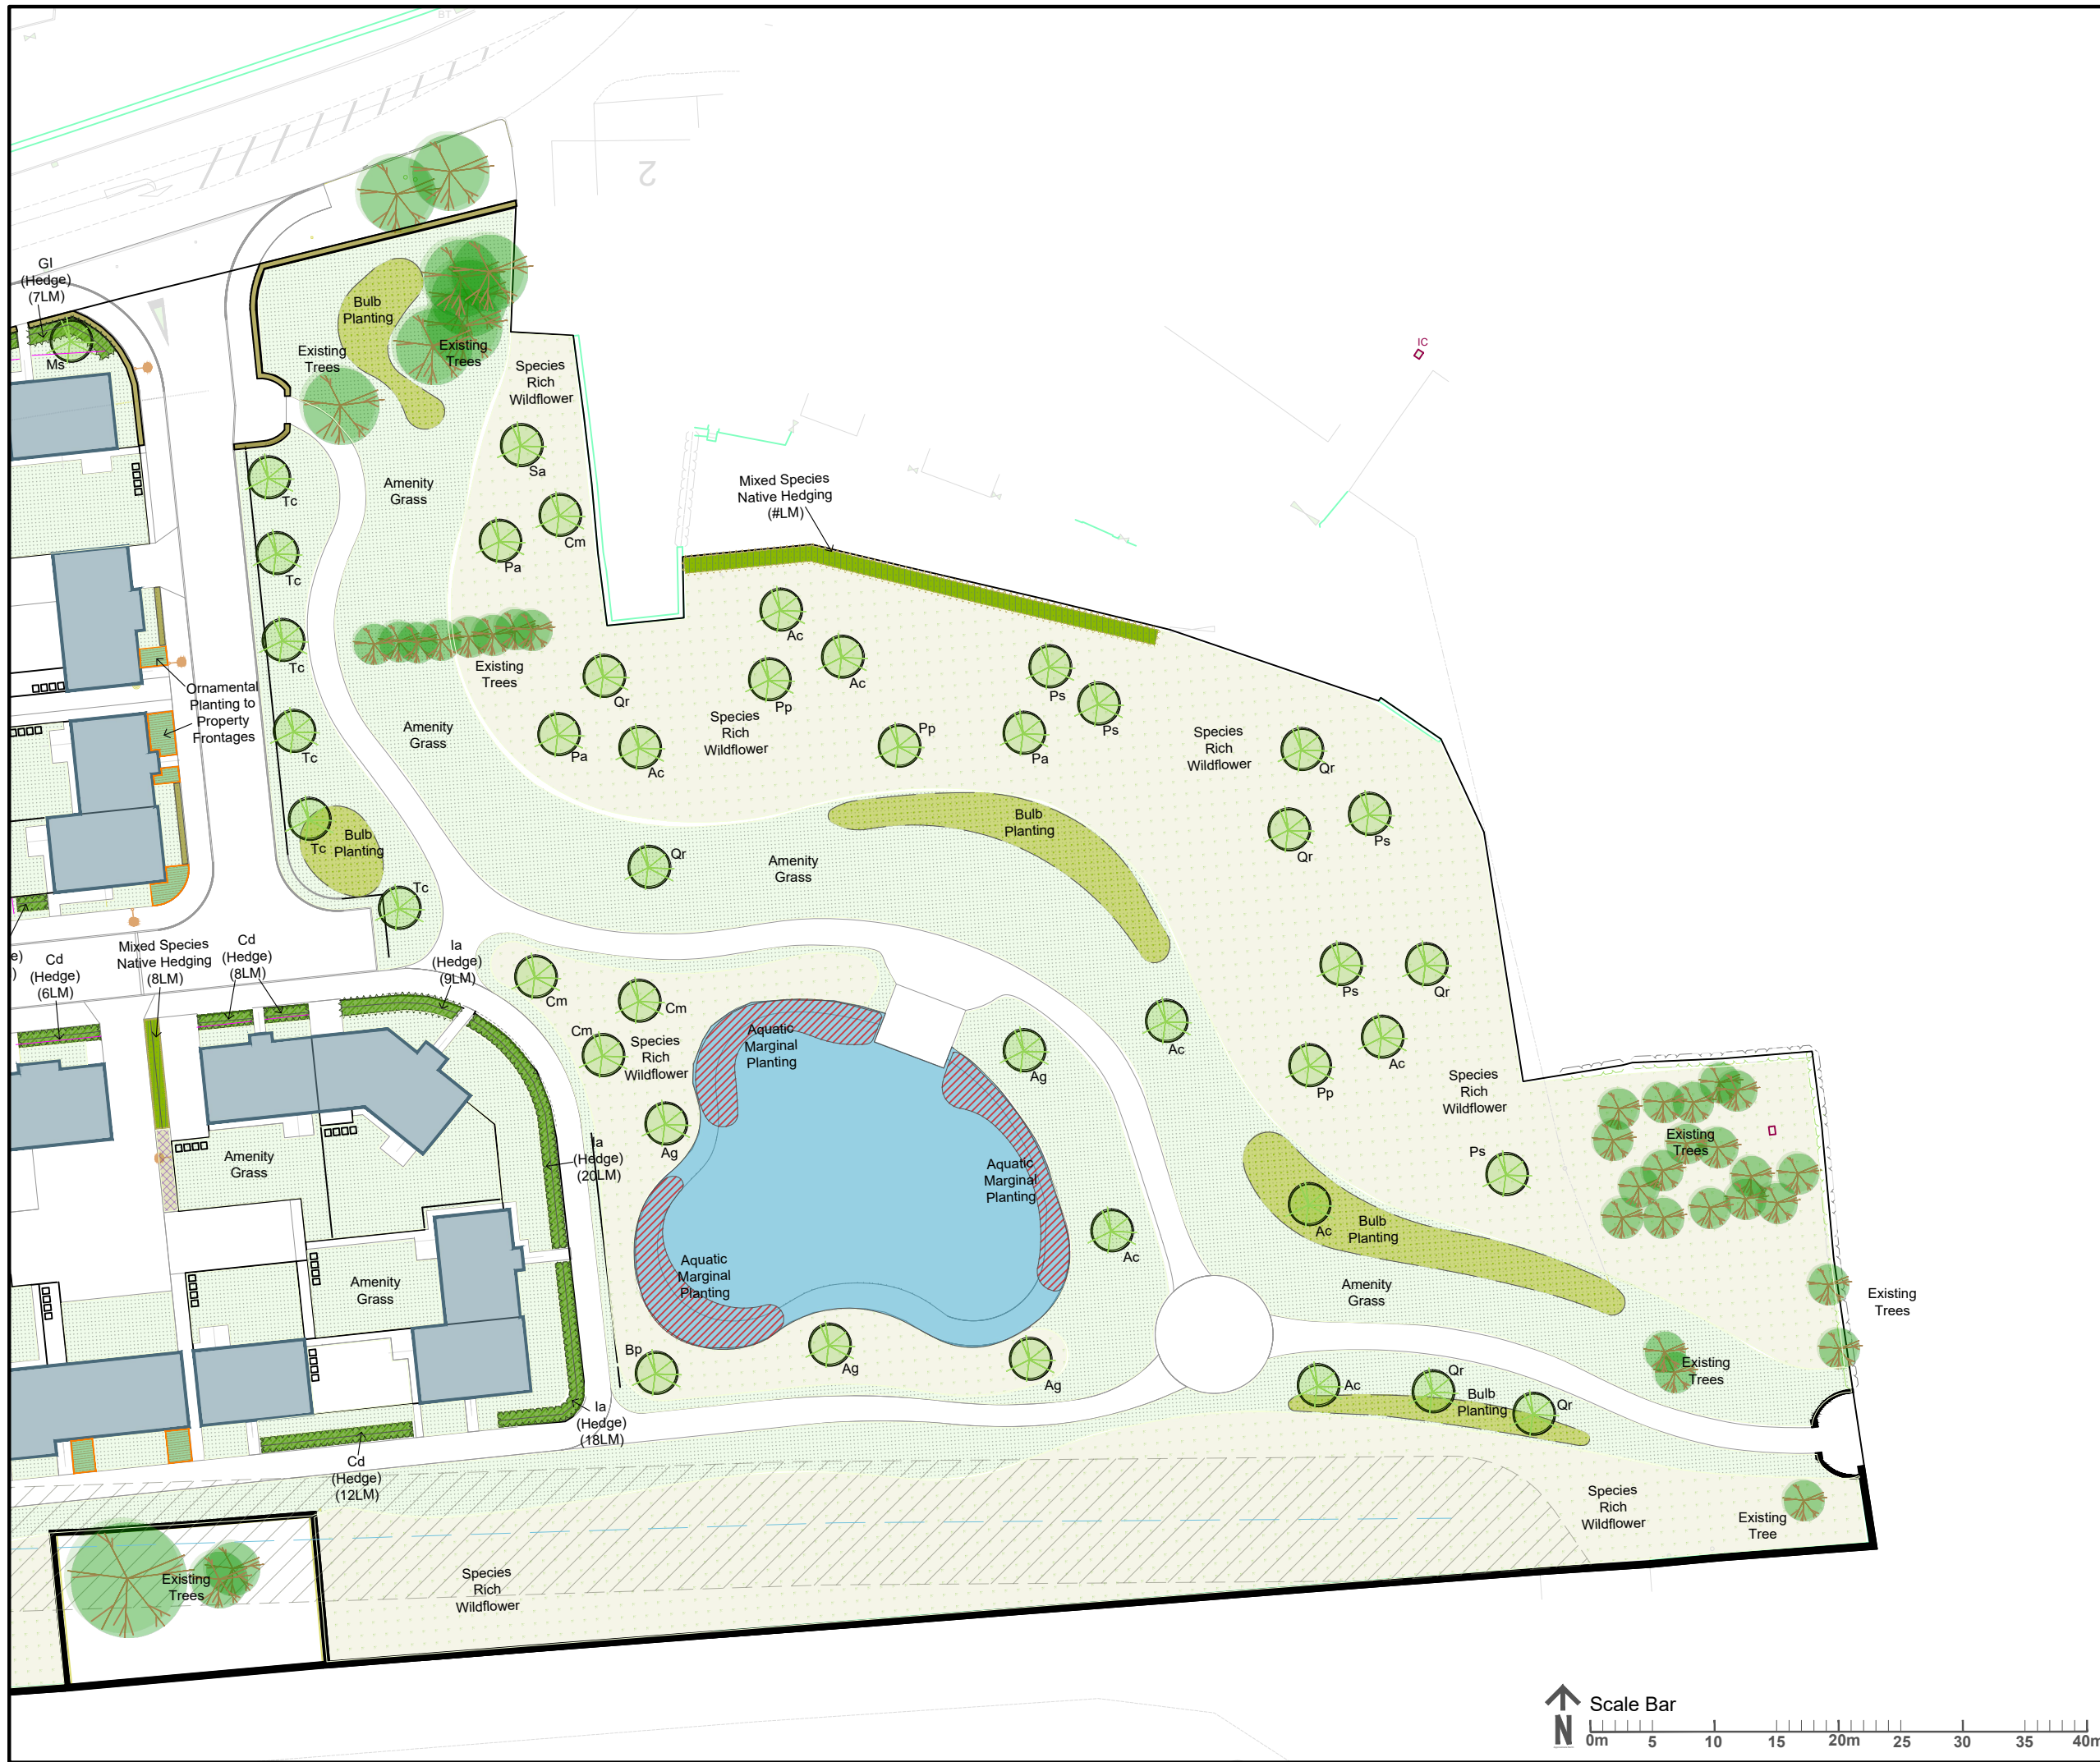 BT
2
GI
(Hedge)
(7LM)
Ms
Bulb
Planting
Existing
Trees
Existing
Trees
Species
Rich
Wildflower
IC
Sa
Amenity
Grass
Tc
Cm
Mixed Species
Native Hedging
(#LM)
Pa
Tc
Ac
Tc
Existing
Trees
Ac
Ps
Ornamental
Planting to
Property
Frontages
Qr
Pp
Ps
Species
Rich
Wildflower
Pp
Species
Rich
Wildflower
Amenity
Grass
Tc
Pa
Ac
Pa
Qr
Bulb
Planting
Tc
Bulb
Planting
Ps
Qr
Qr
Amenity
Grass
Tc
e)
)
Cd
(Hedge)
(6LM)
Mixed Species
Native Hedging
(8LM)
Cd
(Hedge)
(8LM)
Ia
(Hedge)
(9LM)
Cm
Cm
Ps
Qr
Cm
Species
Rich
Wildflower
Aquatic
Marginal
Planting
Ag
Ac
Ac
Pp
Species
Rich
Wildflower
Existing
Trees
Ag
Ia
(Hedge)
(20LM)
Amenity
Grass
Aquatic
Marginal
Planting
Ps
Ac
Ac
Bulb
Planting
Aquatic
Marginal
Planting
Amenity
Grass
Amenity
Grass
Existing
Trees
Bp
Ag
Ag
Existing
Trees
Ac
Qr
Bulb
Planting
Qr
Ia
(Hedge)
(18LM)
Cd
(Hedge)
(12LM)
Species
Rich
Wildflower
Existing
Tree
Existing
Trees
Species
Rich
Wildflower
Scale Bar
N
0m 5 10 15 20m 25 30 35 40m